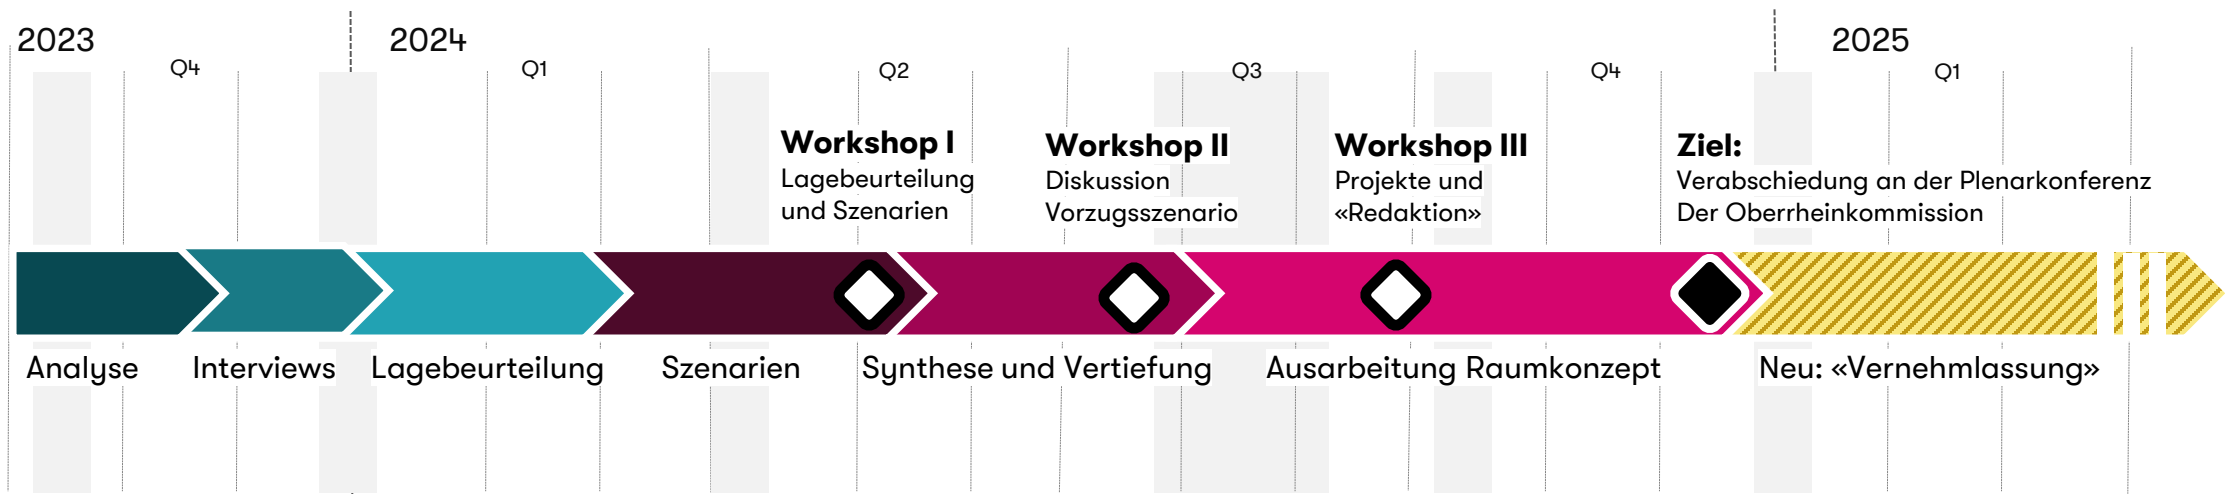 2023
2024
2025
Q4
Q1
Q2
Q3
Q4
Q1
Workshop I
Lagebeurteilung
und Szenarien
Workshop II
Diskussion
Vorzugsszenario
Workshop III
Projekte und
«Redaktion»
Ziel:
Verabschiedung an der Plenarkonferenz
Der Oberrheinkommission
Analyse
Interviews
Lagebeurteilung
Szenarien
Synthese und Vertiefung
Ausarbeitung Raumkonzept
Neu: «Vernehmlassung»